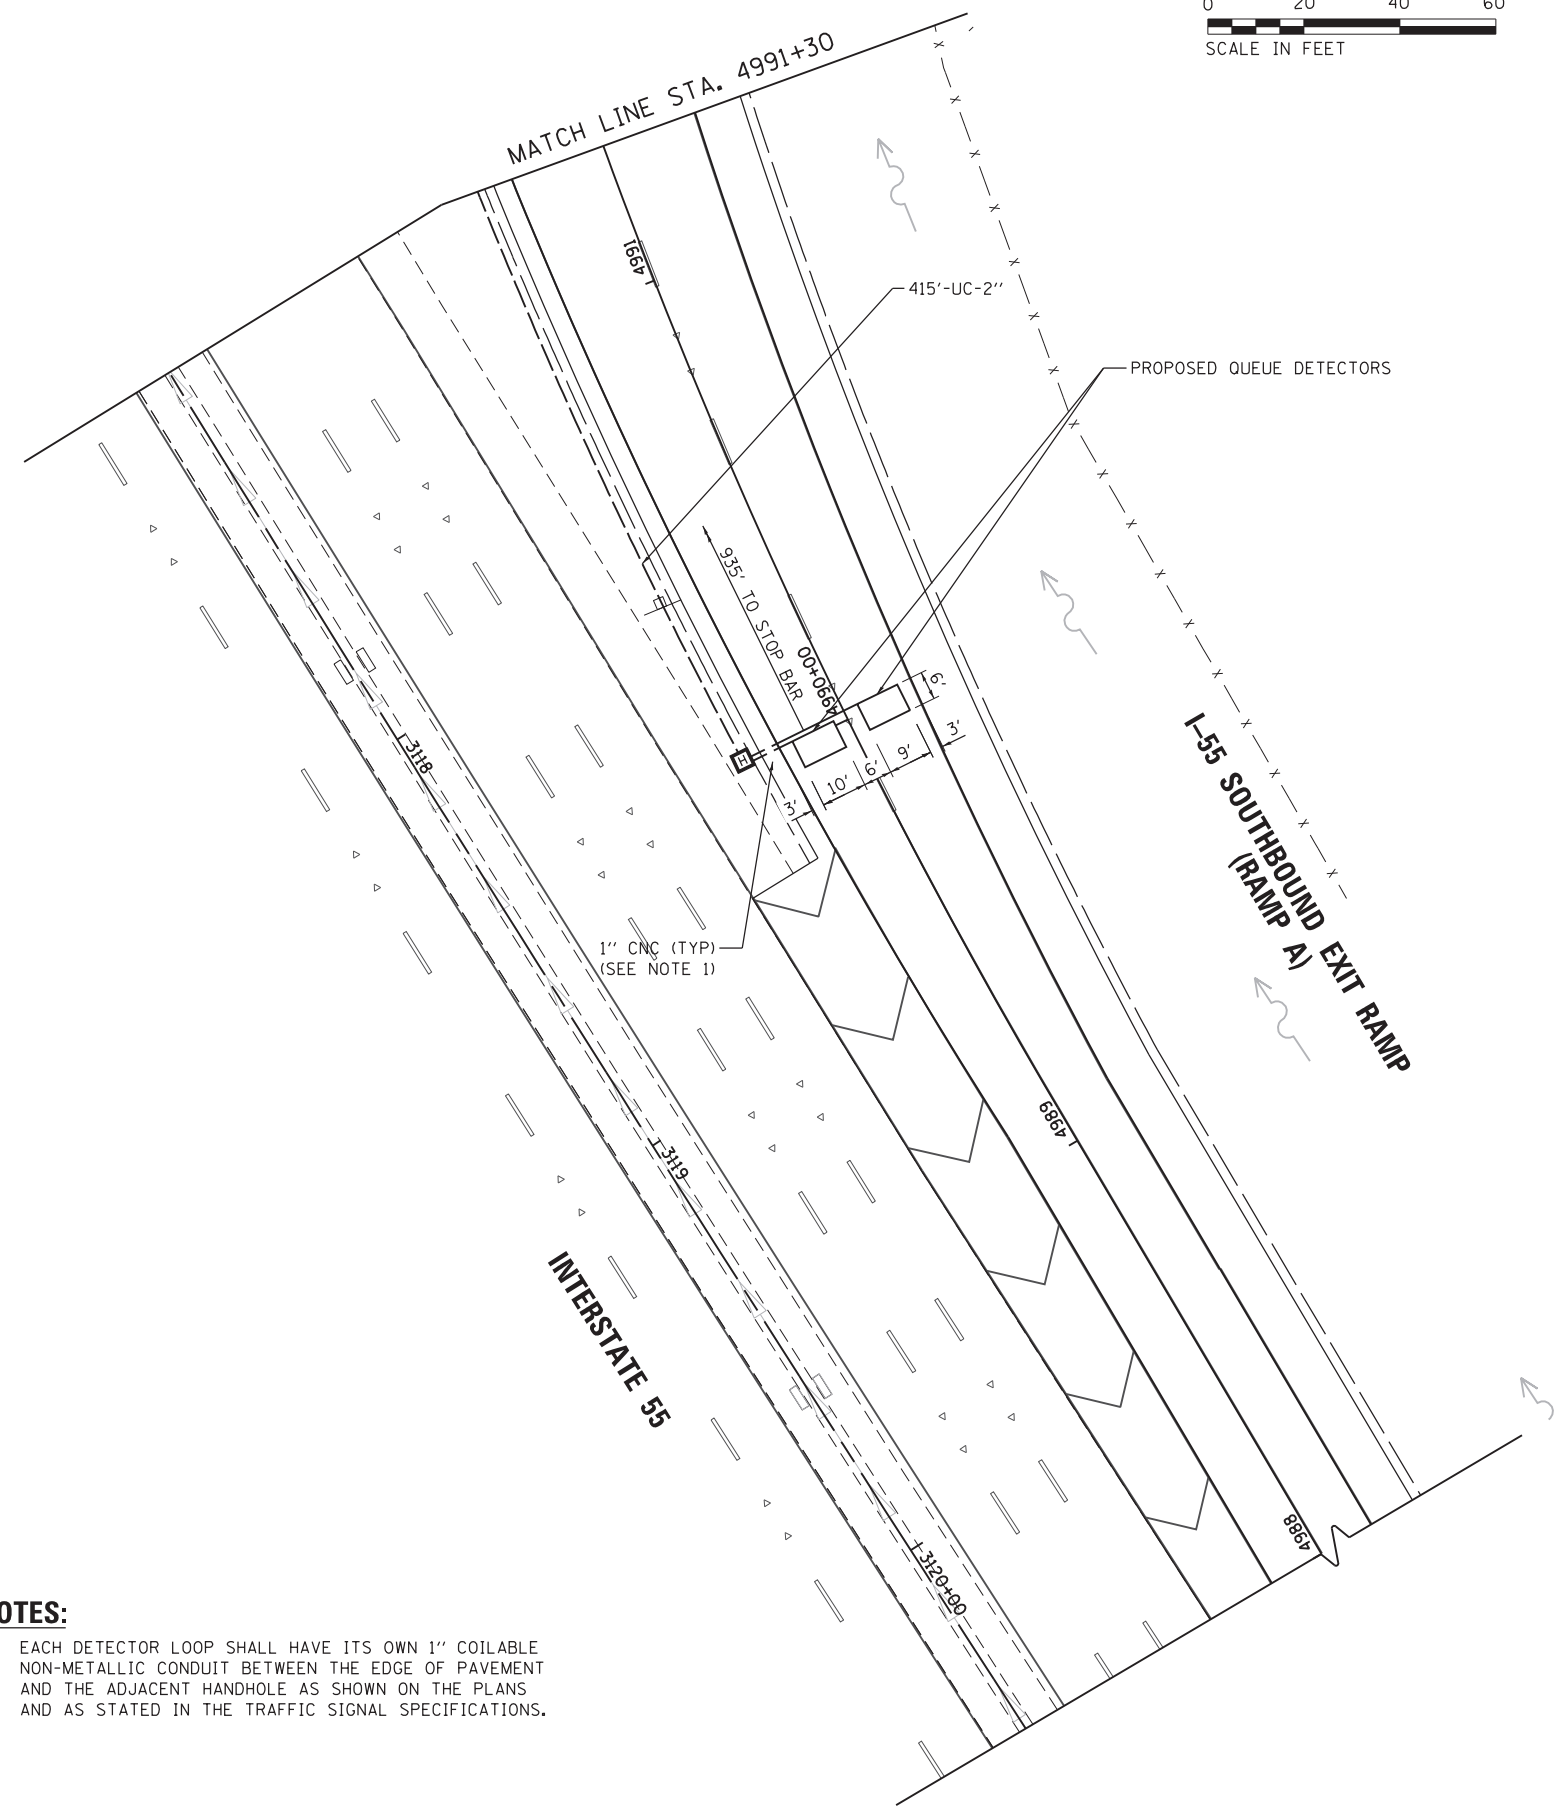 0 20 40 60
SCALE IN FEET
MATCH LINE STA. 4991+30
4991
415'-UC-2''
PROPOSED QUEUE DETECTORS
935' TO STOP BAR
4990+00
6'
3'
9'
6'
10'
3'
H
1'' CNC (TYP)
(SEE NOTE 1)
I-55 SOUTHBOUND EXIT RAMP
(RAMP A)
3118
4989
3119
INTERSTATE 55
4988
3120+00
OTES:
EACH DETECTOR LOOP SHALL HAVE ITS OWN 1'' COILABLE
NON-METALLIC CONDUIT BETWEEN THE EDGE OF PAVEMENT
AND THE ADJACENT HANDHOLE AS SHOWN ON THE PLANS
AND AS STATED IN THE TRAFFIC SIGNAL SPECIFICATIONS.